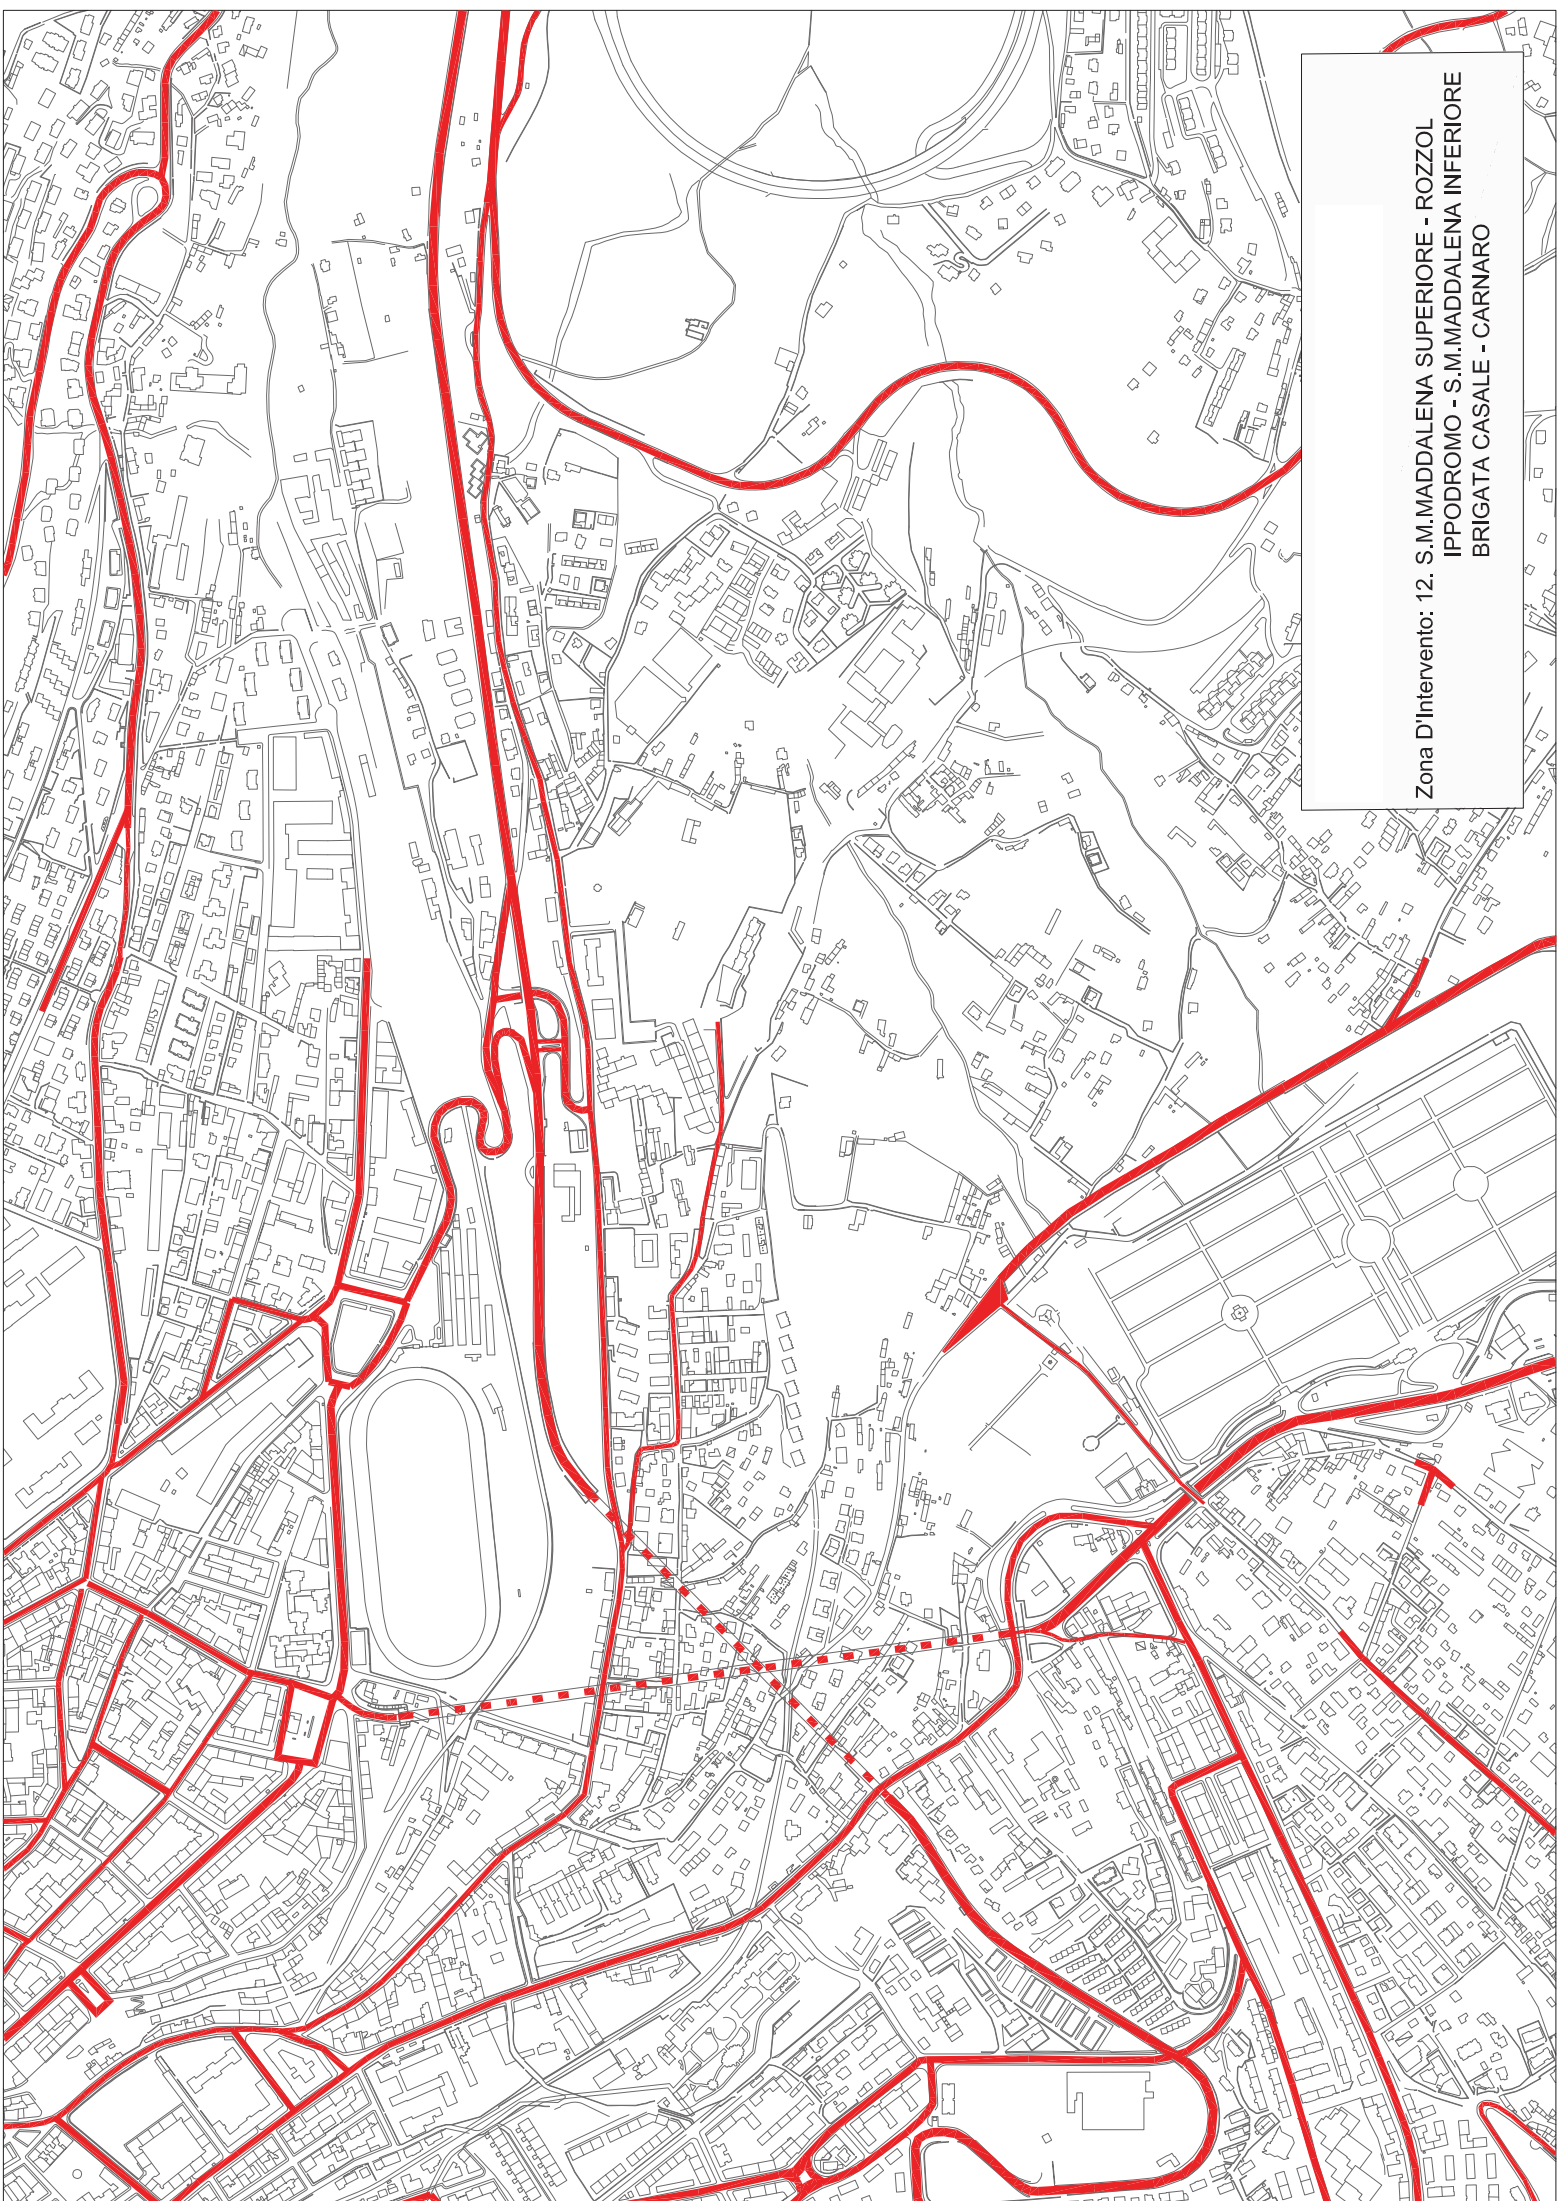 Zona D'Intervento: 12. S.M.MADDALENA SUPERIORE - ROZZOL
IPPODROMO - S.M.MADDALENA INFERIORE
BRIGATA CASALE - CARNARO